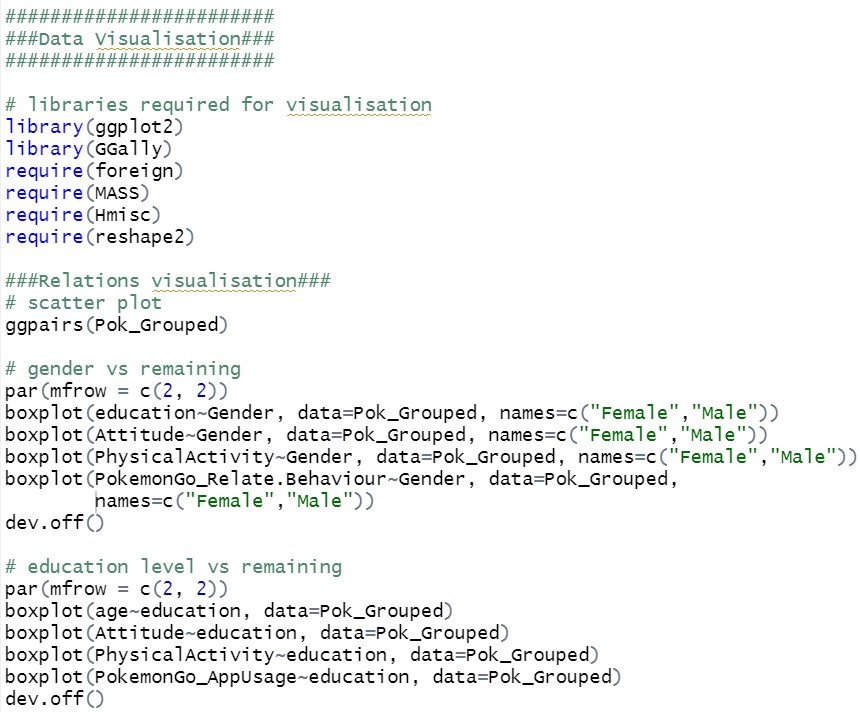 ########################
###Data Visualisation###
########################
# libraries required for visualisation
library(ggplot2)
library(GGally)
require(foreign)
require(MASS)
require(Hmisc)
require(reshape2)
###Relations visualisation###
# scatter plot
ggpairs(Pok_Grouped)
# gender vs remaining
par(mfrow = c(2, 2))
boxplot(education~Gender, data=Pok_Grouped, names=c("Female","Male"))
boxplot(Attitude~Gender, data=Pok_Grouped, names=c("Female","Male"))
boxplot(PhysicalActivity~Gender, data=Pok_Grouped, names=c("Female","Male"))
boxplot(PokemonGo_Relate.Behaviour~Gender, data=Pok_Grouped,
        names=c("Female","Male"))
dev.off()
# education level vs remaining
par(mfrow = c(2, 2))
boxplot(age~education, data=Pok_Grouped)
boxplot(Attitude~education, data=Pok_Grouped)
boxplot(PhysicalActivity~education, data=Pok_Grouped)
boxplot(PokemonGo_AppUsage~education, data=Pok_Grouped)
dev.off()